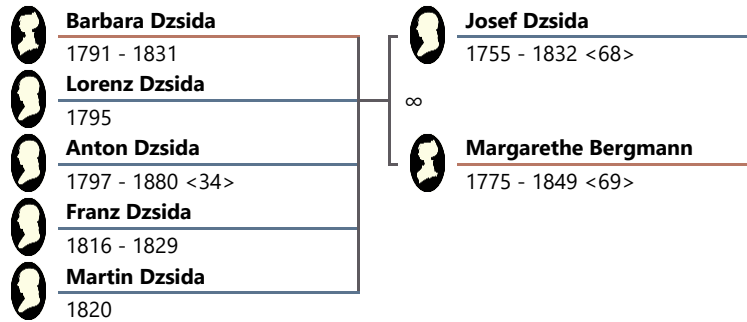 Barbara Dzsida
1791 - 1831
Lorenz Dzsida
1795
Anton Dzsida
1797 - 1880 <34>
Franz Dzsida
1816 - 1829
Martin Dzsida
1820
Josef Dzsida
1755 - 1832 <68>
∞
Margarethe Bergmann
1775 - 1849 <69>